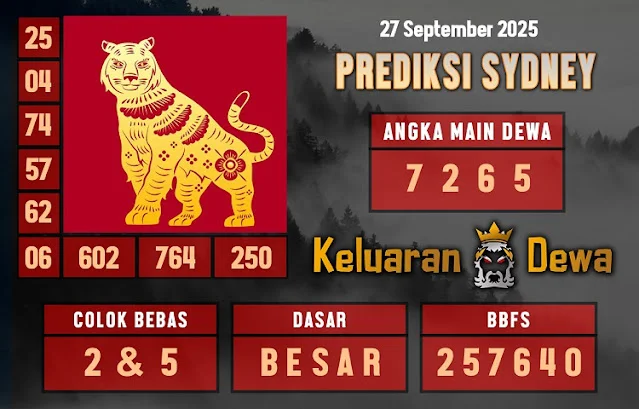 27 September 2025
PREDIKSI SYDNEY
25
04
74
57
62
06 602 764 250
ANGKA MAIN DEWA
7 2 6 5
Keluaran Dewa
COLOK BEBAS
2 & 5
DASAR
BESAR
BBFS
257640